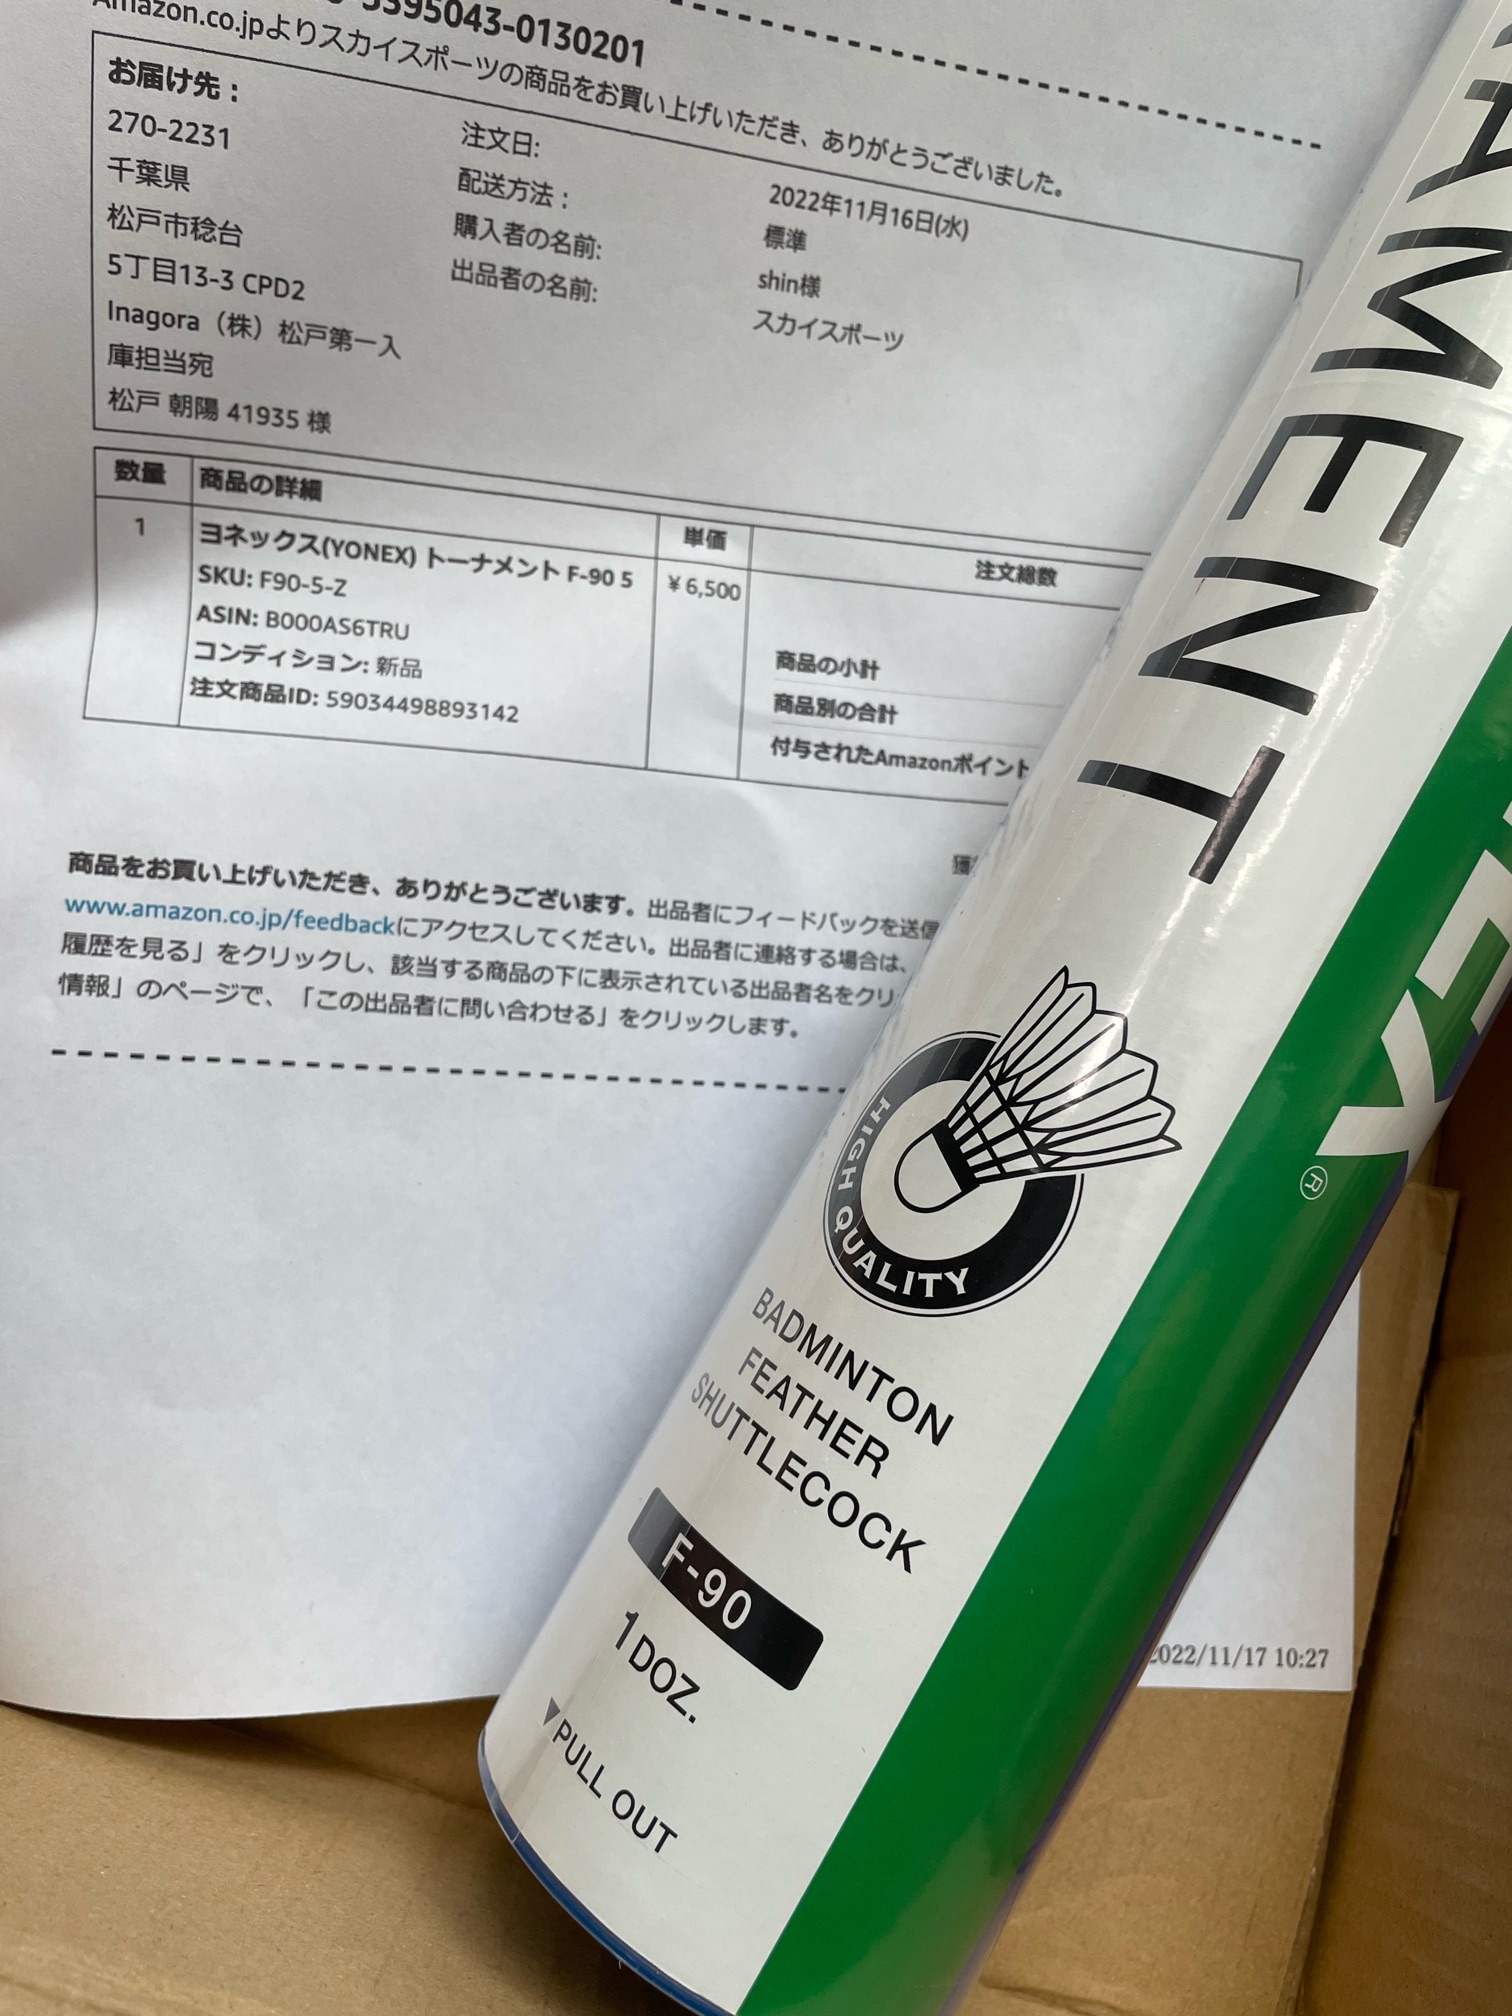 5395043-0130201
Amazon.co.jpよりスカイスポーツの商品をお買い上げいただき、ありがとうございました。
お届け先：
270-2231
千葉県
松戸市稔台
5丁目13-3 CPD2
Inagora（株）松戸第一入
庫担当宛
松戸 朝陽 41935 様
注文日:
配送方法：
購入者の名前:
出品者の名前:
2022年11月16日(水)
標準
shin様
スカイスポーツ
数量
商品の詳細
単価
注文総数
1
ヨネックス(YONEX) トーナメント F-90 5
SKU: F90-5-Z
ASIN: B000AS6TRU
コンディション: 新品
注文商品ID: 59034498893142
¥6,500
商品の小計
商品別の合計
付与されたAmazonポイント
獲
商品をお買い上げいただき、ありがとうございます。出品者にフィードバックを送信
www.amazon.co.jp/feedbackにアクセスしてください。出品者に連絡する場合は、
履歴を見る」をクリックし、該当する商品の下に表示されている出品者名をクリ
情報」のページで、「この出品者に問い合わせる」をクリックします。
2022/11/17 10:27
NAMENT
®
HIGH QUALITY
BADMINTON
FEATHER
SHUTTLECOCK
F-90
1DOZ.
▼PULL OUT